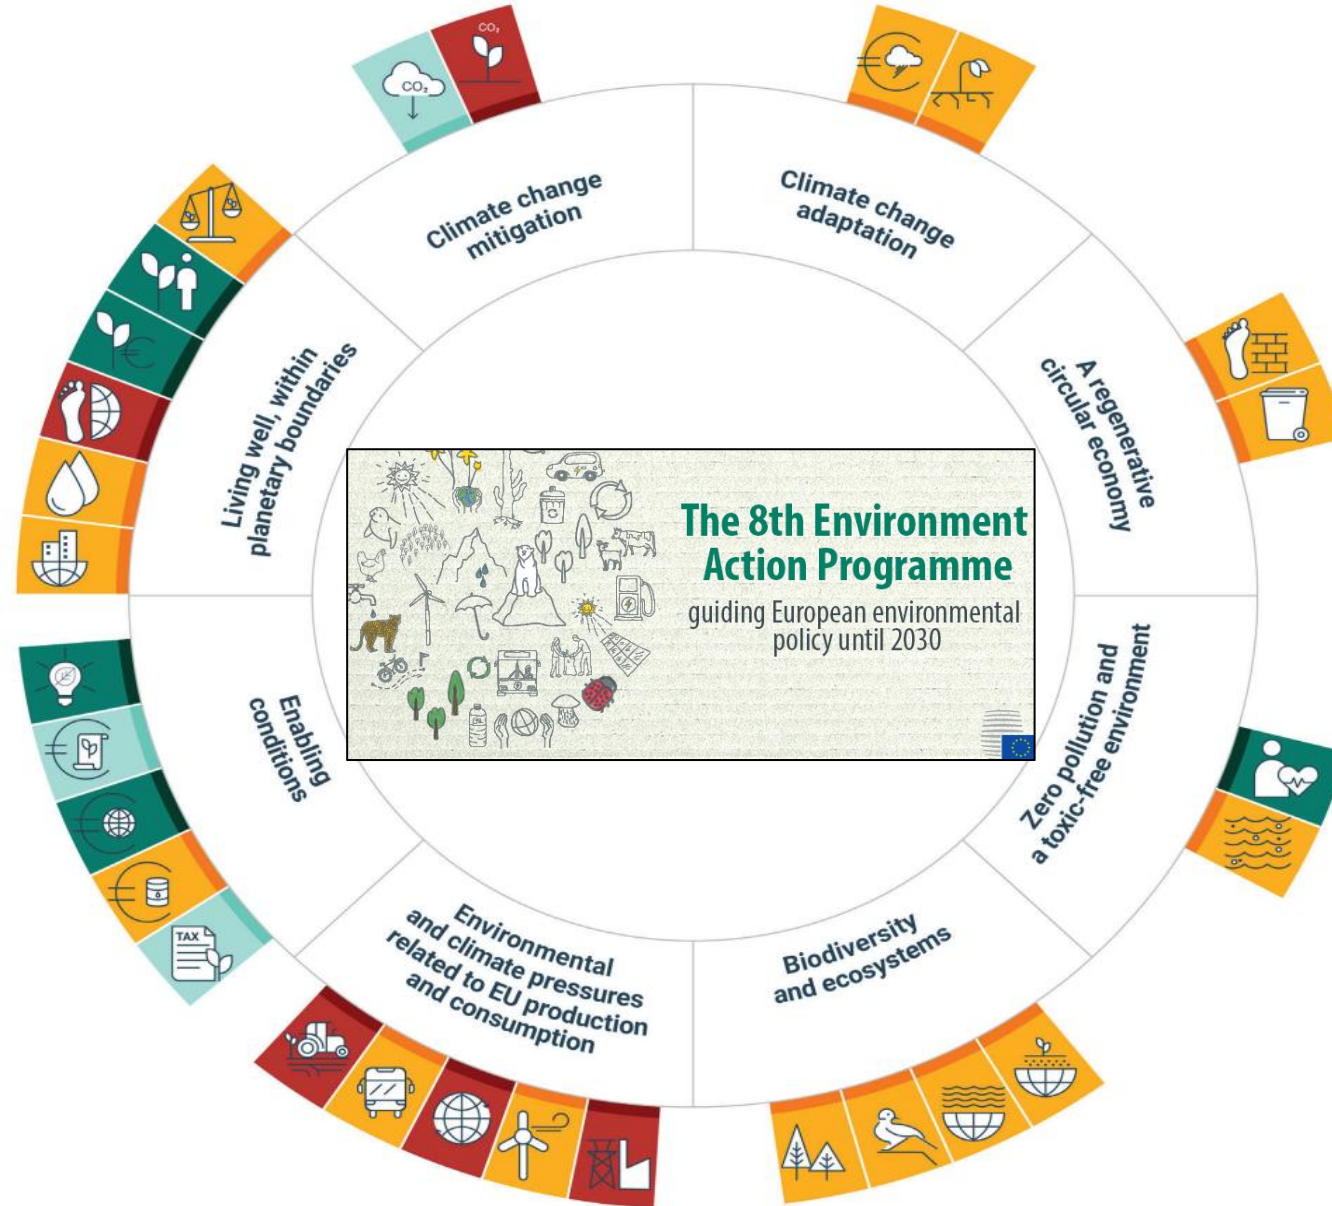 CO₂
CO₂
Climate change
mitigation
Climate change
adaptation
A regenerative
circular economy
Living well, within
planetary boundaries
The 8th Environment
Action Programme
guiding European environmental
policy until 2030
Zero pollution and
a toxic-free environment
Enabling
conditions
TAX
Environmental
and climate pressures
related to EU production
and consumption
Biodiversity
and ecosystems